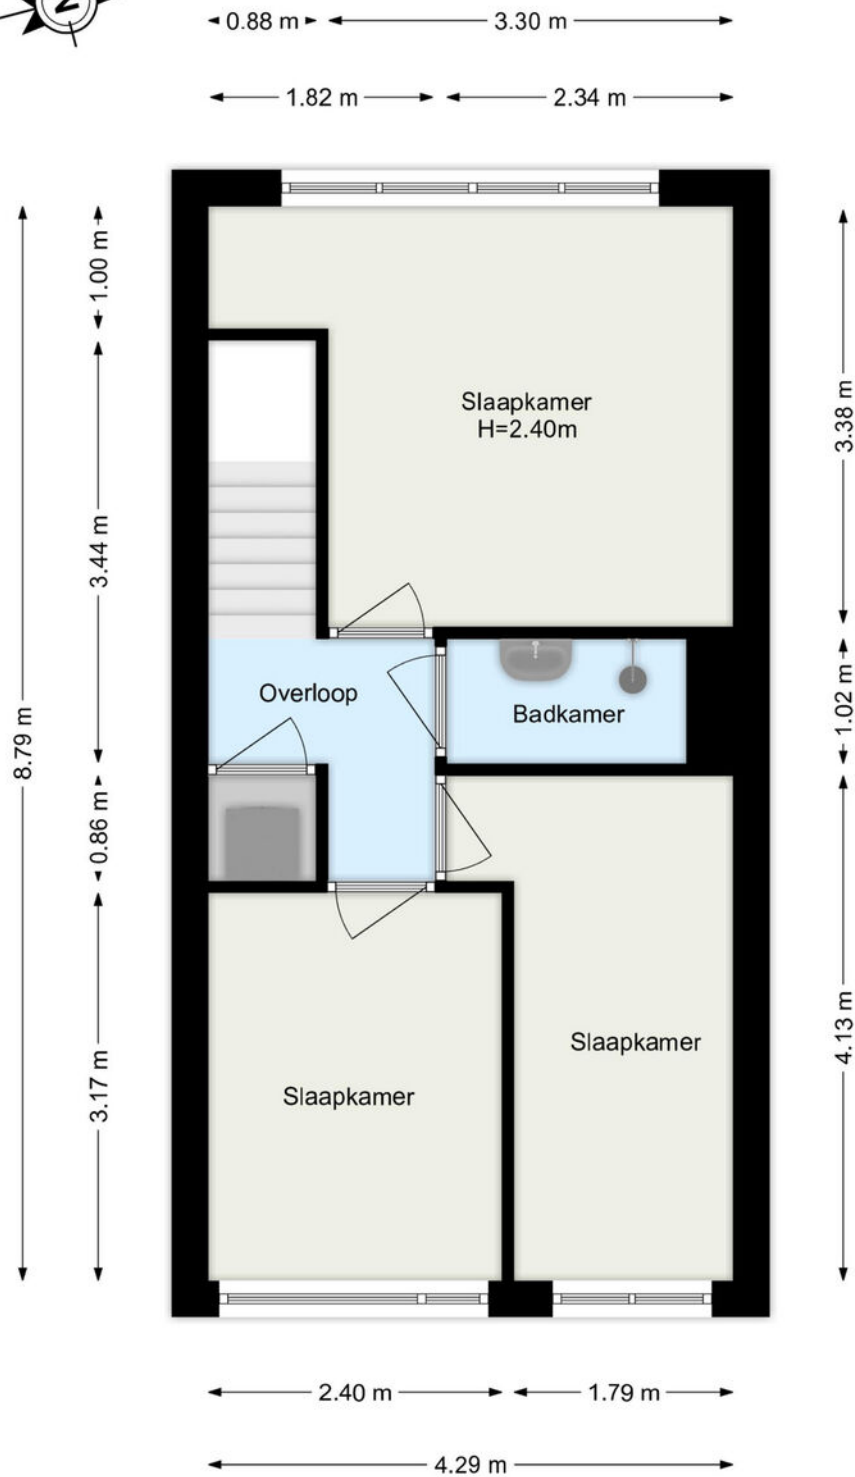 N
0.88 m
3.30 m
1.82 m
2.34 m
1.00 m
3.44 m
8.79 m
0.86 m
3.17 m
Slaapkamer
H=2.40m
Overloop
Badkamer
Slaapkamer
Slaapkamer
3.38 m
1.02 m
4.13 m
2.40 m
1.79 m
4.29 m